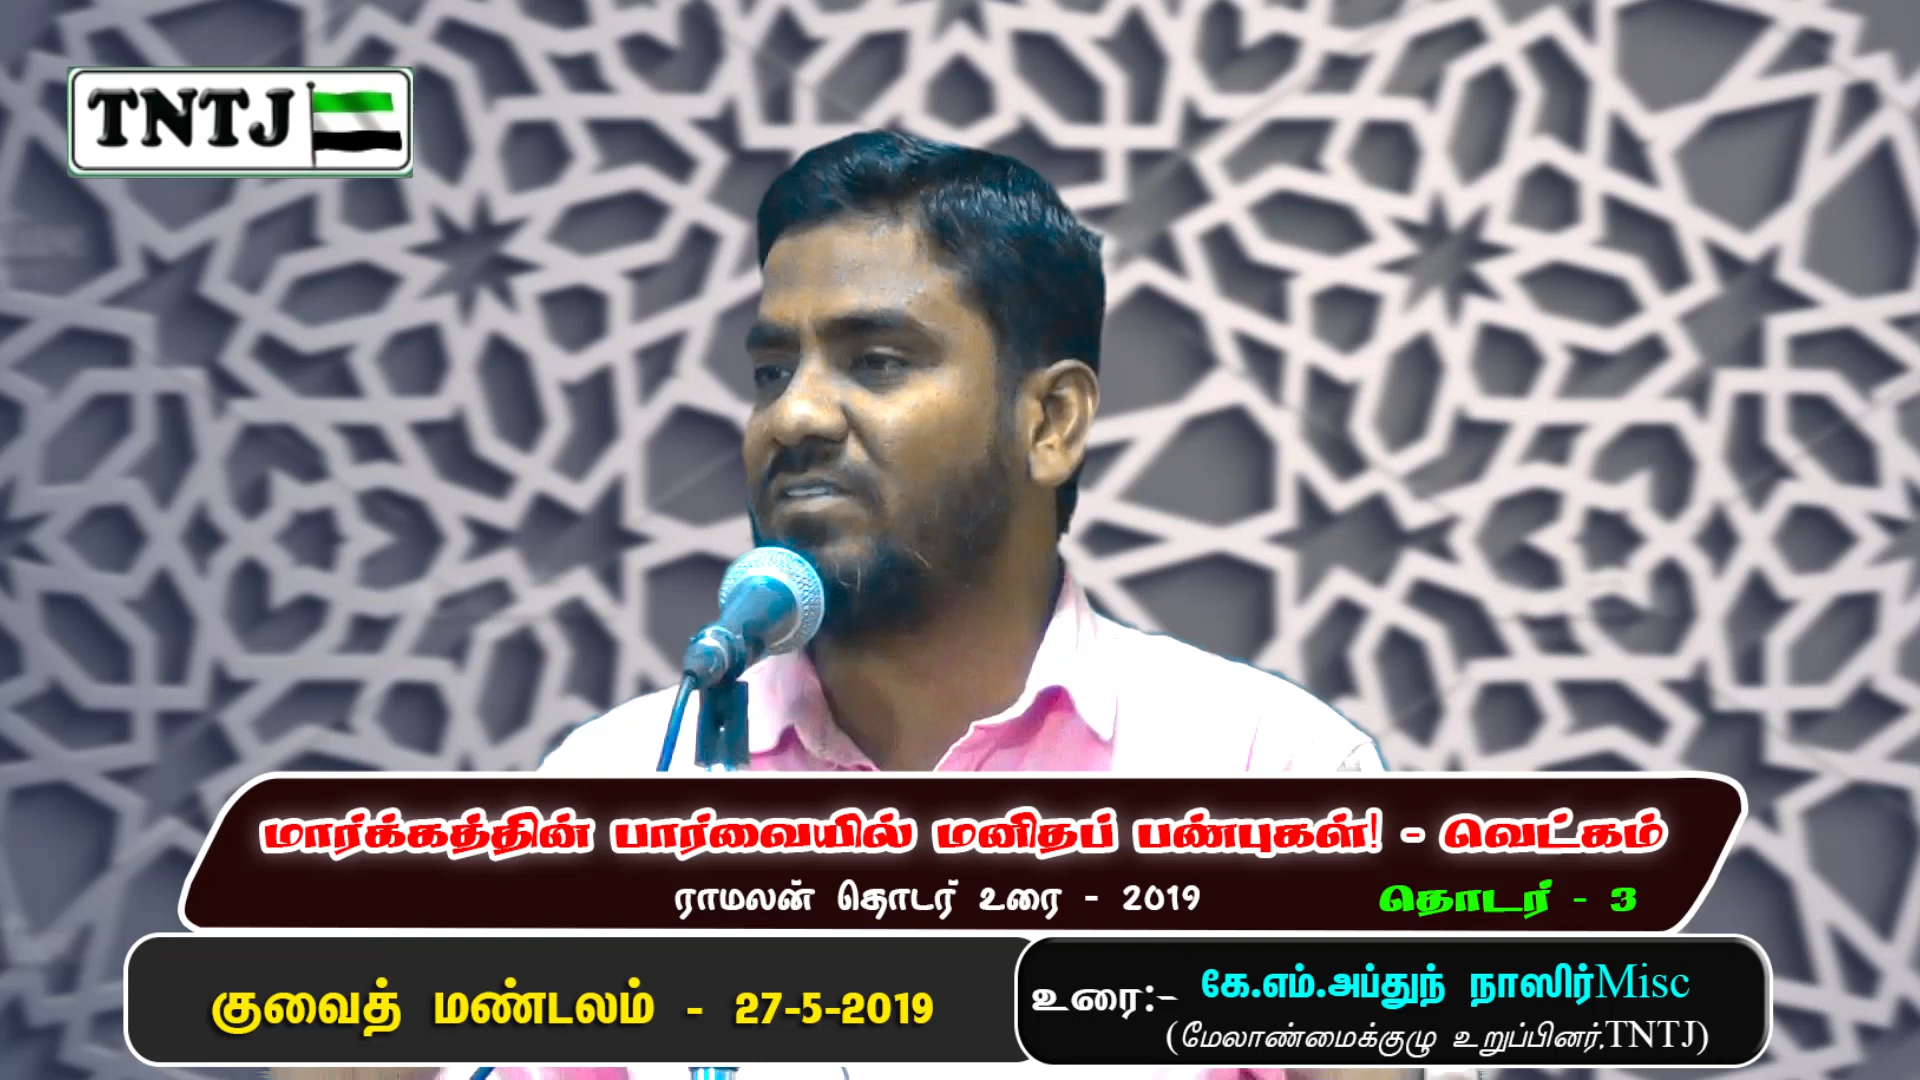 TNTJ
மார்க்கத்தின் பார்வையில் மனிதப் பண்புகள்! - வெட்கம்
ராமலன் தொடர் உரை - 2019
தொடர் - 3
குவைத் மண்டலம் - 27-5-2019
உரை:- கே.எம்.அப்துந் நாஸிர்Misc
(மேலாண்மைக்குழு உறுப்பினர்,TNTJ)